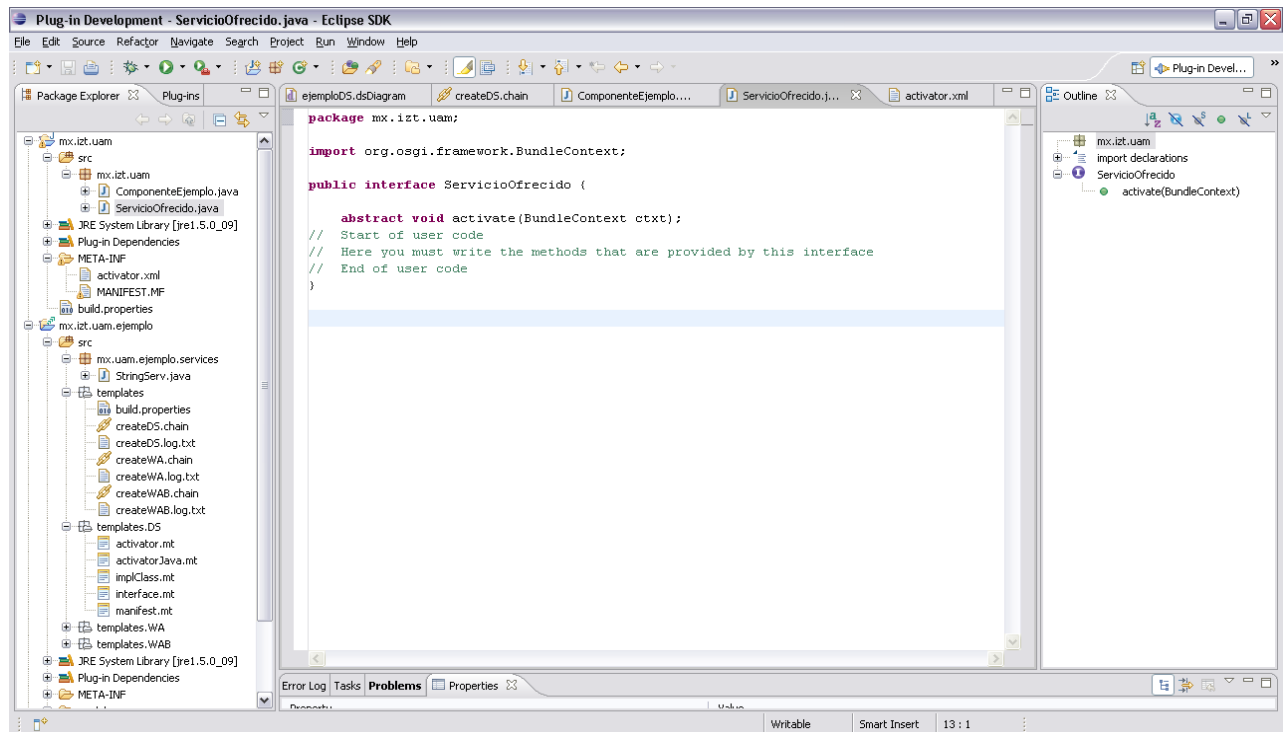 Plug-in Development - ServicioOfrecido.java - Eclipse SDK
File Edit Source Refactor Navigate Search Project Run Window Help
Plug-in Devel... »
Package Explorer Plug-ins
ejemploDS.dsDiagram createDS.chain ComponenteEjemplo.... ServicioOfrecido.j... activator.xml
Outline
mx.izt.uam
src
mx.izt.uam
ComponenteEjemplo.java
ServicioOfrecido.java
JRE System Library [jre1.5.0_09]
Plug-in Dependencies
META-INF
activator.xml
MANIFEST.MF
build.properties
mx.izt.uam.ejemplo
src
mx.uam.ejemplo.services
StringServ.java
templates
build.properties
createDS.chain
createDS.log.txt
createWA.chain
createWA.log.txt
createWAB.chain
createWAB.log.txt
templates.DS
activator.mt
activatorJava.mt
implClass.mt
interface.mt
manifest.mt
templates.WA
templates.WAB
JRE System Library [jre1.5.0_09]
Plug-in Dependencies
META-INF
package mx.izt.uam;
import org.osgi.framework.BundleContext;
public interface ServicioOfrecido {
abstract void activate(BundleContext ctxt);
// Start of user code
// Here you must write the methods that are provided by this interface
// End of user code
}
mx.izt.uam
import declarations
ServicioOfrecido
activate(BundleContext)
Error Log Tasks Problems Properties
Property Value
Writable Smart Insert 13 : 1